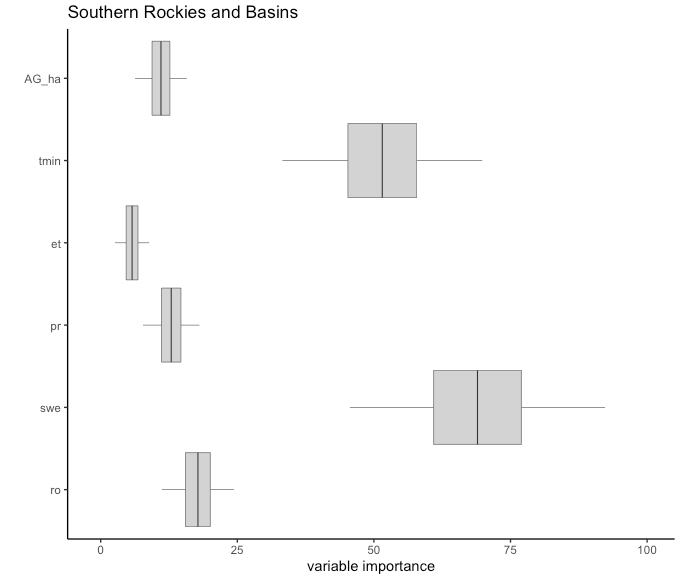 Southern Rockies and Basins
AG_ha
tmin
et
pr
swe
ro
0 25 50 75 100
variable importance